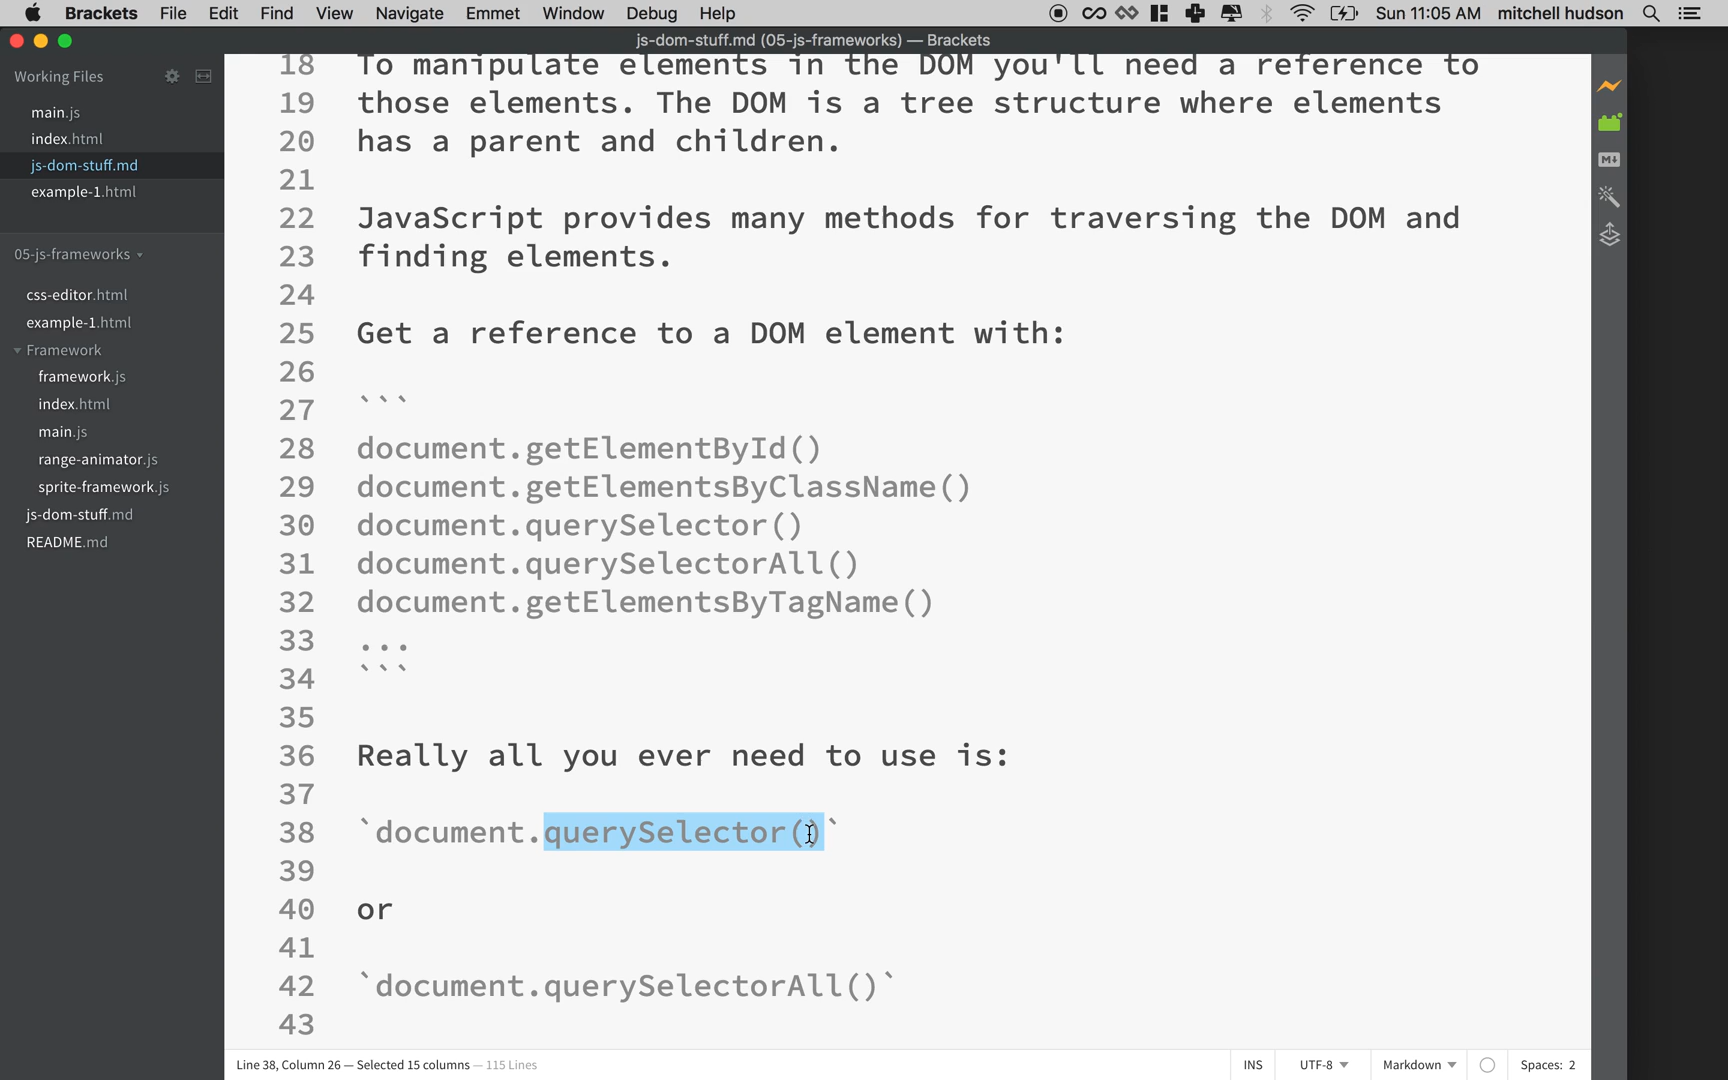 Brackets File Edit Find View Navigate Emmet Window Debug Help Sun 11:05 AM mitchell hudson
js-dom-stuff.md (05-js-frameworks) — Brackets
Working Files
main.js
index.html
js-dom-stuff.md
example-1.html
05-js-frameworks
css-editor.html
example-1.html
Framework
framework.js
index.html
main.js
range-animator.js
sprite-framework.js
js-dom-stuff.md
README.md
18 To manipulate elements in the DOM you'll need a reference to
19 those elements. The DOM is a tree structure where elements
20 has a parent and children.
21
22 JavaScript provides many methods for traversing the DOM and
23 finding elements.
24
25 Get a reference to a DOM element with:
26
27 ```
28 document.getElementById()
29 document.getElementsByClassName()
30 document.querySelector()
31 document.querySelectorAll()
32 document.getElementsByTagName()
33 ...
34 ```
35
36 Really all you ever need to use is:
37
38 `document.querySelector()`
39
40 or
41
42 `document.querySelectorAll()`
43
M↓
Line 38, Column 26 — Selected 15 columns — 115 Lines INS UTF-8 Markdown Spaces: 2